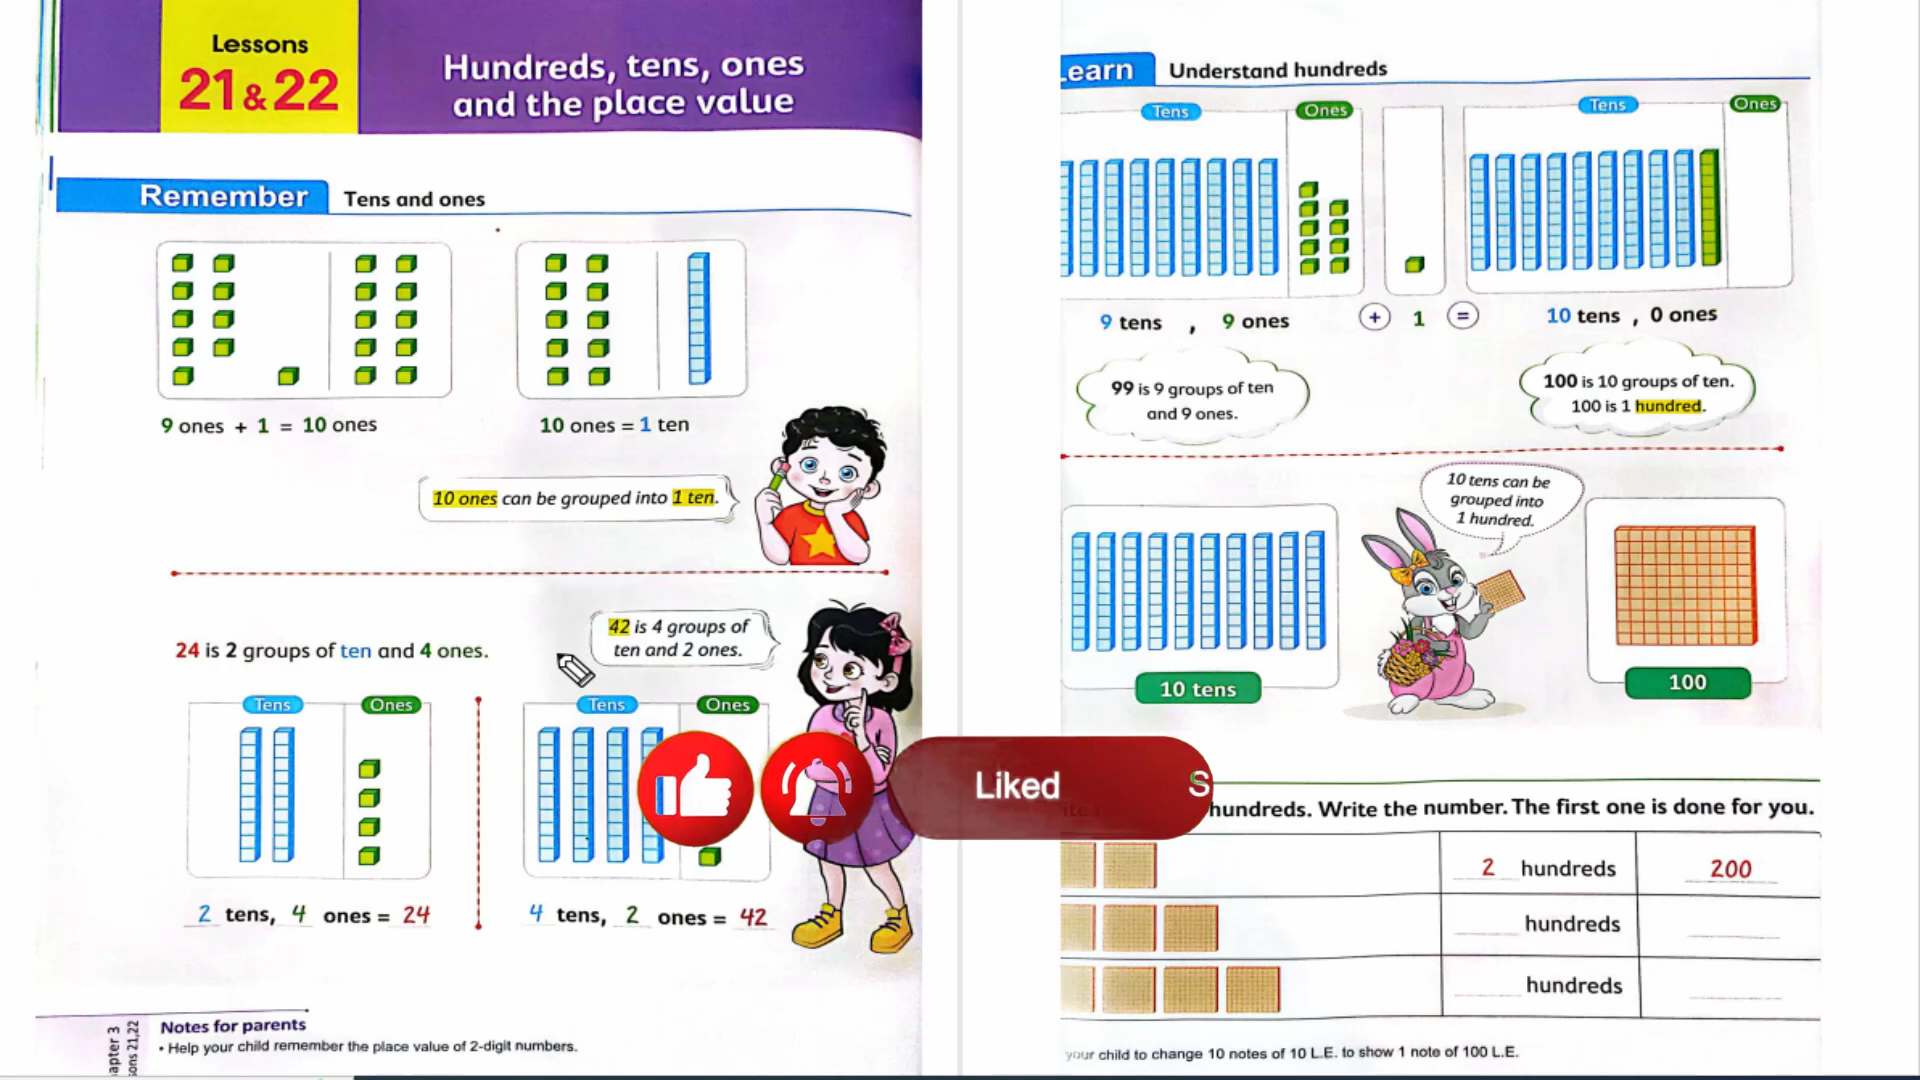 Lessons
21 & 22
Hundreds, tens, ones
and the place value
Remember
Tens and ones
9 ones + 1 = 10 ones
10 ones = 1 ten
10 ones can be grouped into 1 ten.
24 is 2 groups of ten and 4 ones.
42 is 4 groups of
ten and 2 ones.
Tens Ones
Tens Ones
2 tens, 4 ones = 24
4 tens, 2 ones = 42
Notes for parents
• Help your child remember the place value of 2-digit numbers.
Liked
S
earn
Understand hundreds
Tens Ones
Tens Ones
9 tens , 9 ones + 1 = 10 tens , 0 ones
99 is 9 groups of ten
and 9 ones.
100 is 10 groups of ten.
100 is 1 hundred.
10 tens can be
grouped into
1 hundred.
10 tens
100
hundreds. Write the number. The first one is done for you.
2 hundreds 200
hundreds
hundreds
your child to change 10 notes of 10 L.E. to show 1 note of 100 L.E.
apter 3
ons 21,22